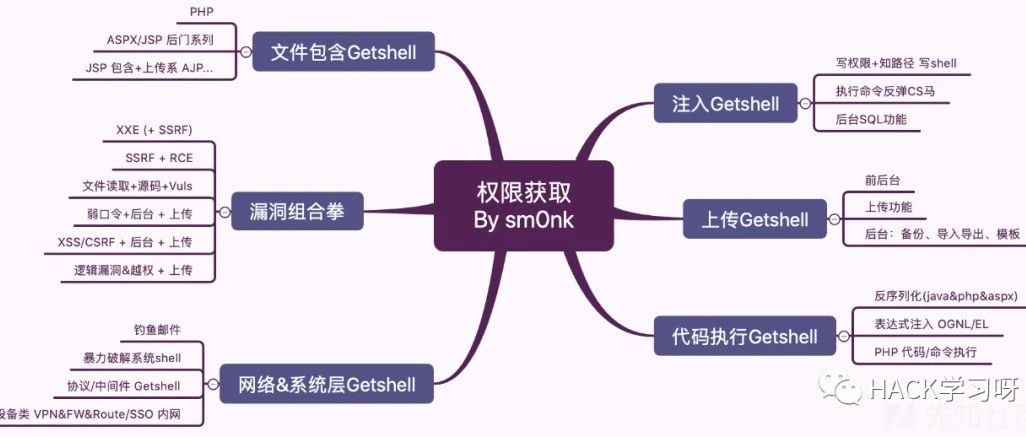 权限获取
By sm0nk
文件包含Getshell
PHP
ASPX/JSP 后门系列
JSP 包含+上传系 AJP...
漏洞组合拳
XXE (+ SSRF)
SSRF + RCE
文件读取+源码+Vuls
弱口令+后台 + 上传
XSS/CSRF + 后台 + 上传
逻辑漏洞&越权 + 上传
网络&系统层Getshell
钓鱼邮件
暴力破解系统shell
协议/中间件 Getshell
设备类 VPN&FW&Route/SSO 内网
注入Getshell
写权限+知路径 写shell
执行命令反弹CS马
后台SQL功能
上传Getshell
前后台
上传功能
后台：备份、导入导出、模板
代码执行Getshell
反序列化(java&php&aspx)
表达式注入 OGNL/EL
PHP 代码/命令执行
HACK学习呀
先知社区